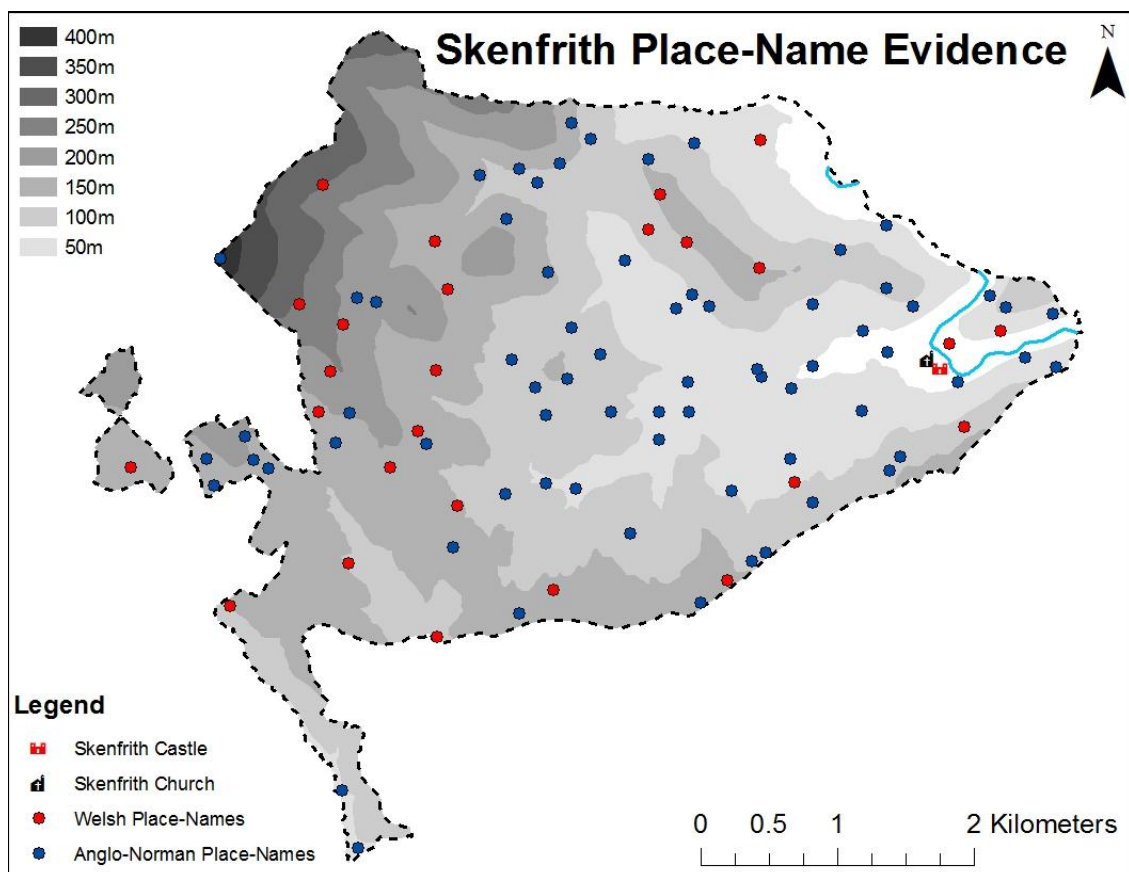 Skenfrith Place-Name Evidence
N
400m
350m
300m
250m
200m
150m
100m
50m
Legend
Skenfrith Castle
Skenfrith Church
Welsh Place-Names
Anglo-Norman Place-Names
0 0.5 1 2 Kilometers